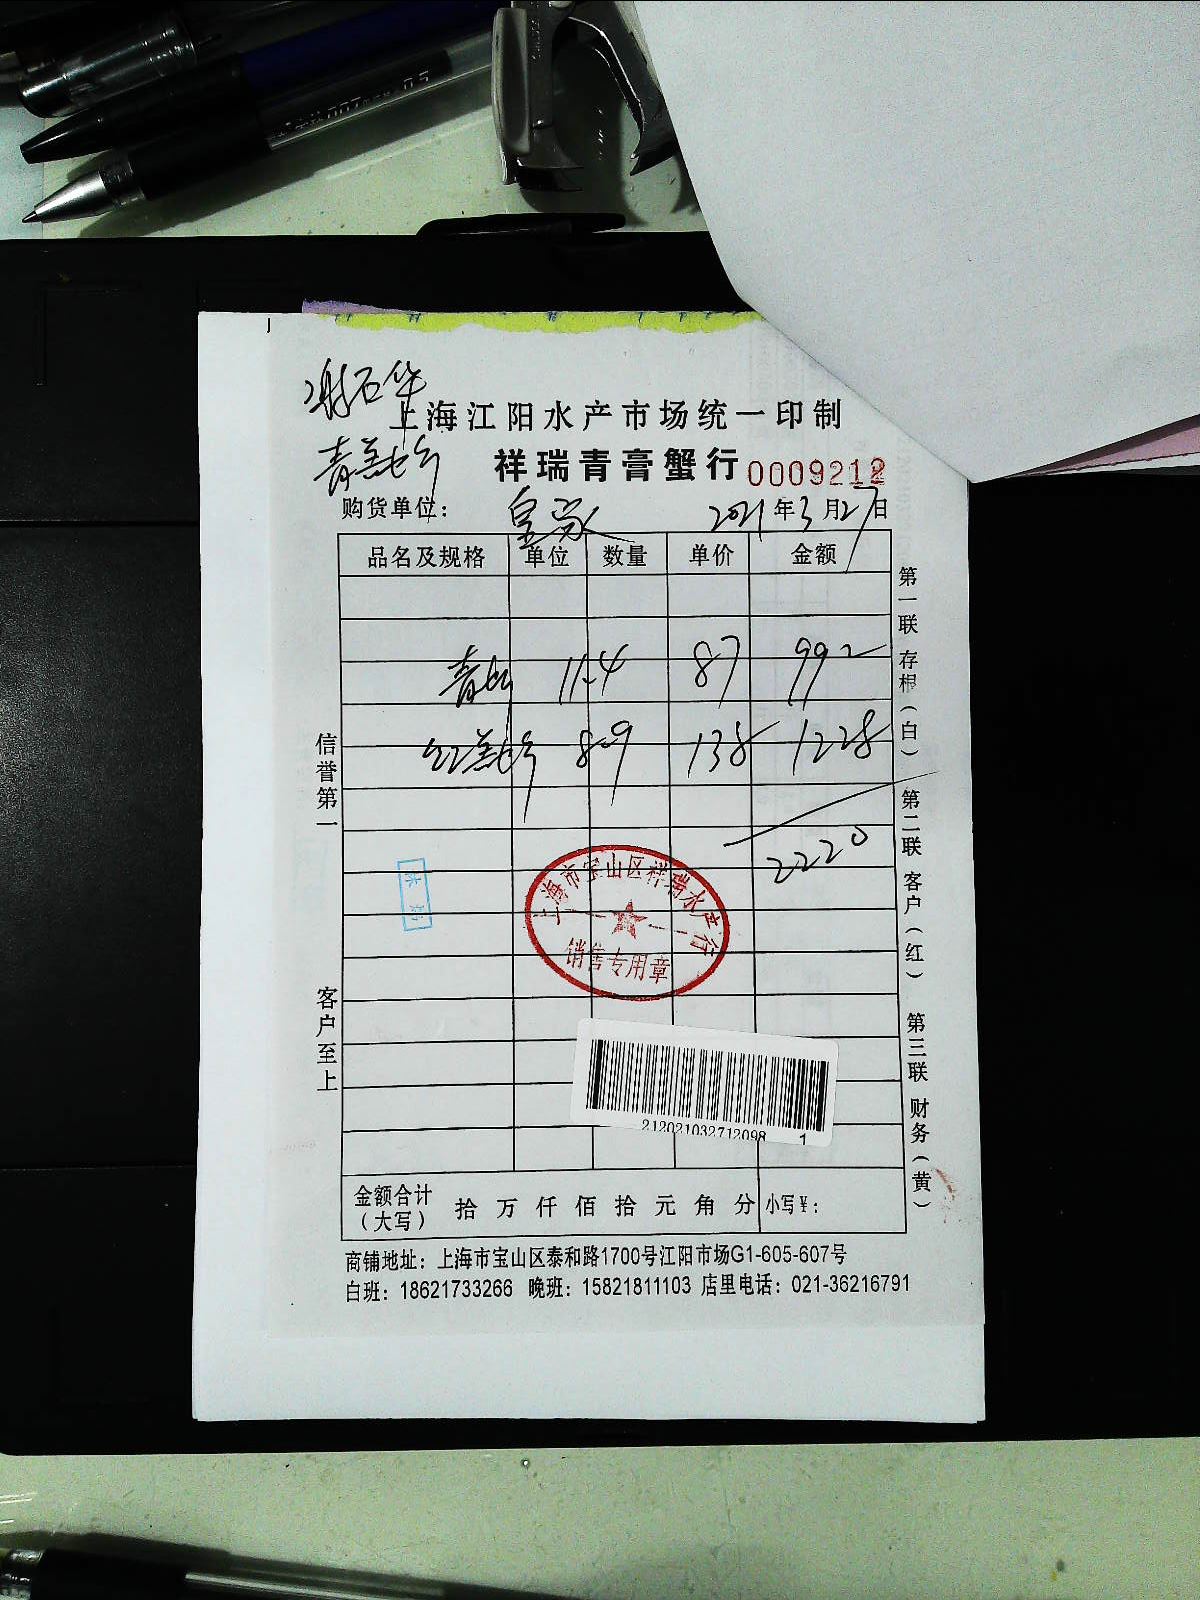 谢石华
上海江阳水产市场统一印制
祥瑞青膏蟹行 0009212
购货单位： 皇家 2021年3月27日
品名及规格 单位 数量 单价 金额
11.4 87 992
8.9 138 1228
2220
上海市宝山区祥瑞水产行
销售专用章
212021032712098 1
金额合计
（大写） 拾 万 仟 佰 拾 元 角 分 小写¥：
商铺地址：上海市宝山区泰和路1700号江阳市场G1-605-607号
白班：18621733266 晚班：15821811103 店里电话：021-36216791
信誉第一
客户至上
第一联 存根（白）
第二联 客户（红）
第三联 财务（黄）